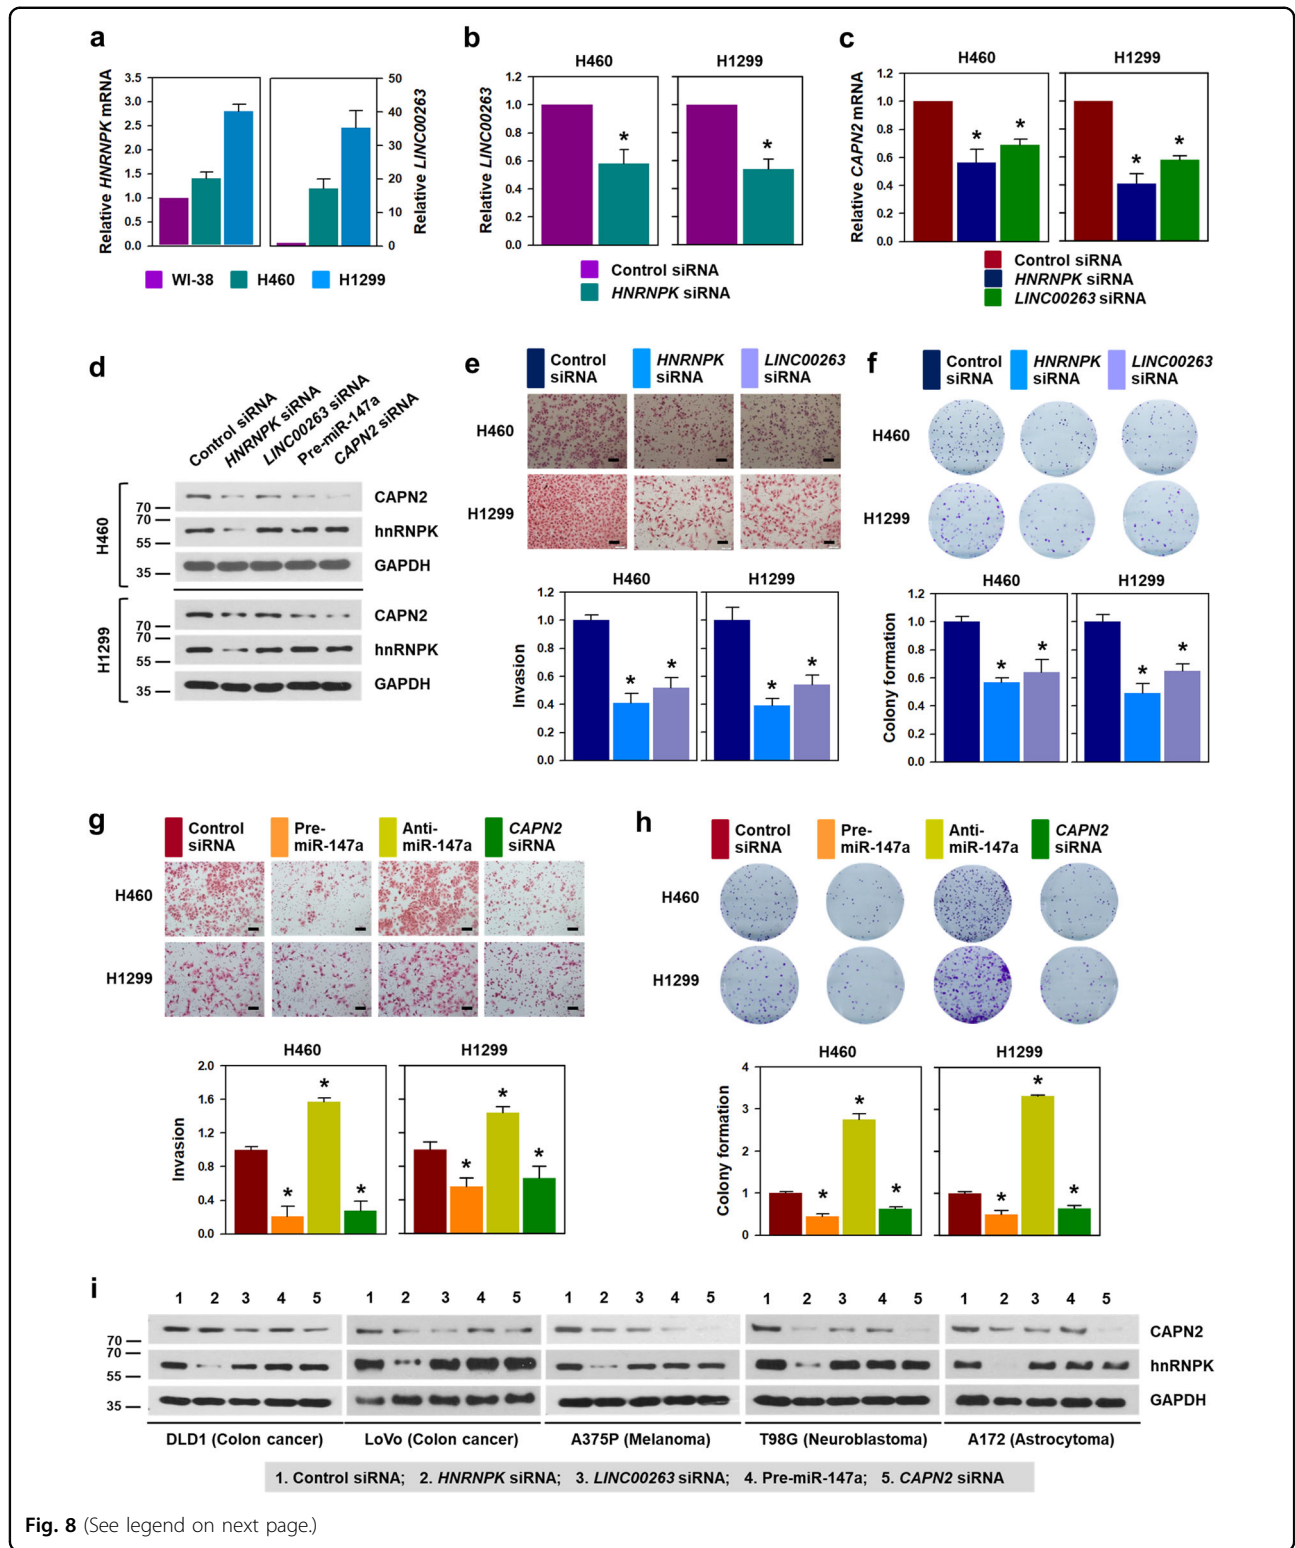 a
Relative HNRNPK mRNA
3.5
3.0
2.5
2.0
1.5
1.0
0.5
0.0
50
40
30
20
10
0
Relative LINC00263
WI-38
H460
H1299
b
H460
H1299
Relative LINC00263
1.2
1.0
0.8
0.6
0.4
0.2
0.0
*
*
Control siRNA
HNRNPK siRNA
c
H460
H1299
Relative CAPN2 mRNA
1.2
1.0
0.8
0.6
0.4
0.2
0.0
* *
* *
Control siRNA
HNRNPK siRNA
LINC00263 siRNA
d
Control siRNA
HNRNPK siRNA
LINC00263 siRNA
Pre-miR-147a
CAPN2 siRNA
H460
70
70
55
35
CAPN2
hnRNPK
GAPDH
H1299
70
70
55
35
CAPN2
hnRNPK
GAPDH
e
Control siRNA
HNRNPK siRNA
LINC00263 siRNA
H460
H1299
H460
H1299
Invasion
1.2
1.0
0.8
0.6
0.4
0.2
0.0
* *
* *
f
Control siRNA
HNRNPK siRNA
LINC00263 siRNA
H460
H1299
H460
H1299
Colony formation
1.2
1.0
0.8
0.6
0.4
0.2
0.0
* *
* *
g
Control siRNA
Pre-miR-147a
Anti-miR-147a
CAPN2 siRNA
H460
H1299
H460
H1299
Invasion
2.0
1.6
1.2
0.8
0.4
0.0
* * *
* * *
h
Control siRNA
Pre-miR-147a
Anti-miR-147a
CAPN2 siRNA
H460
H1299
H460
H1299
Colony formation
4
3
2
1
0
* * *
* * *
i
1 2 3 4 5 1 2 3 4 5 1 2 3 4 5 1 2 3 4 5 1 2 3 4 5
70
70
55
35
CAPN2
hnRNPK
GAPDH
DLD1 (Colon cancer) LoVo (Colon cancer) A375P (Melanoma) T98G (Neuroblastoma) A172 (Astrocytoma)
1. Control siRNA; 2. HNRNPK siRNA; 3. LINC00263 siRNA; 4. Pre-miR-147a; 5. CAPN2 siRNA
Fig. 8 (See legend on next page.)